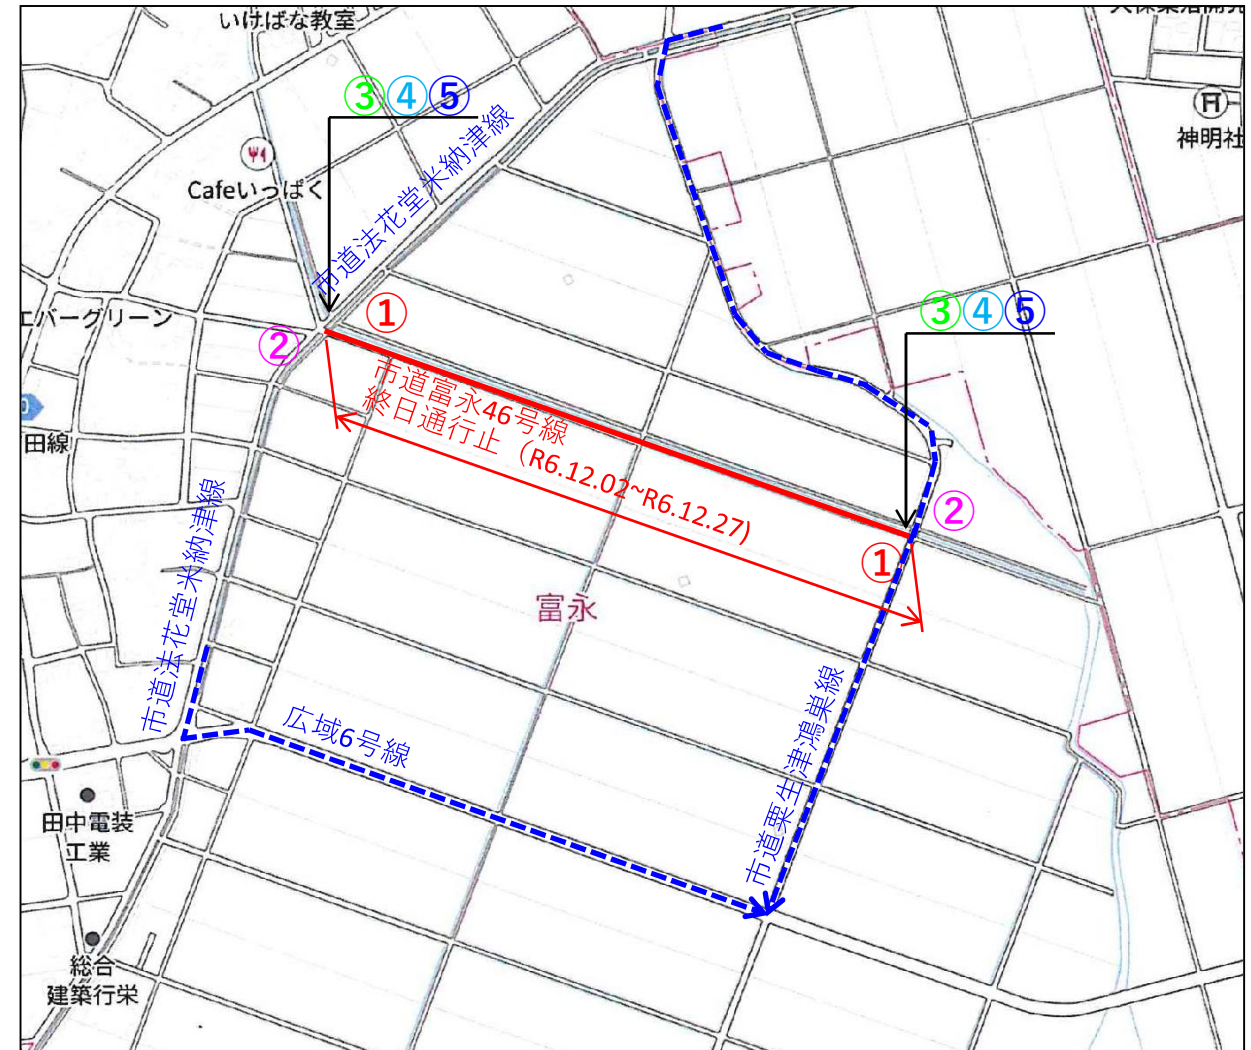 いけばな教室
③④⑤
市道法花堂米納津線
神明社
Cafeいっぱく
エバーグリーン
①
②
③④⑤
市道富永46号線
終日通行止（R6.12.02~R6.12.27)
田線
②
①
富永
市道法花堂米納津線
広域6号線
市道粟生津鴻巣線
田中電装
工業
総合
建築行栄